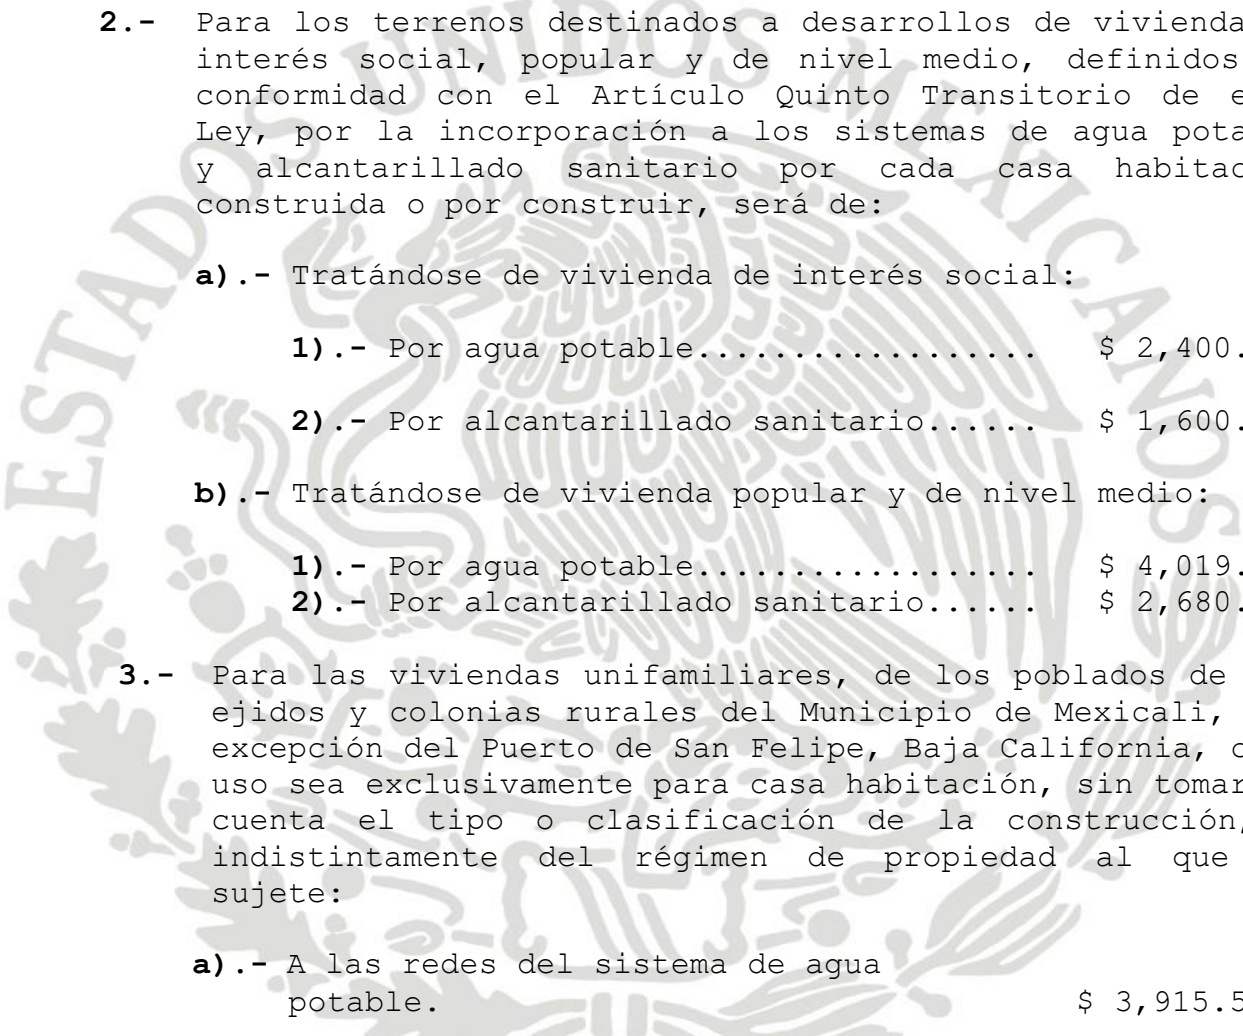 2.- Para los terrenos destinados a desarrollos de vivienda
interés social, popular y de nivel medio, definidos
conformidad con el Artículo Quinto Transitorio de e
Ley, por la incorporación a los sistemas de agua pota
y alcantarillado sanitario por cada casa habitac
construida o por construir, será de:
a).- Tratándose de vivienda de interés social:
1).- Por agua potable.................. $ 2,400.
2).- Por alcantarillado sanitario...... $ 1,600.
b).- Tratándose de vivienda popular y de nivel medio:
1).- Por agua potable.................. $ 4,019.
2).- Por alcantarillado sanitario...... $ 2,680.
3.- Para las viviendas unifamiliares, de los poblados de
ejidos y colonias rurales del Municipio de Mexicali,
excepción del Puerto de San Felipe, Baja California, c
uso sea exclusivamente para casa habitación, sin tomar
cuenta el tipo o clasificación de la construcción,
indistintamente del régimen de propiedad al que
sujete:
a).- A las redes del sistema de agua
potable. $ 3,915.5
ESTADOS UNIDOS MEXICANOS